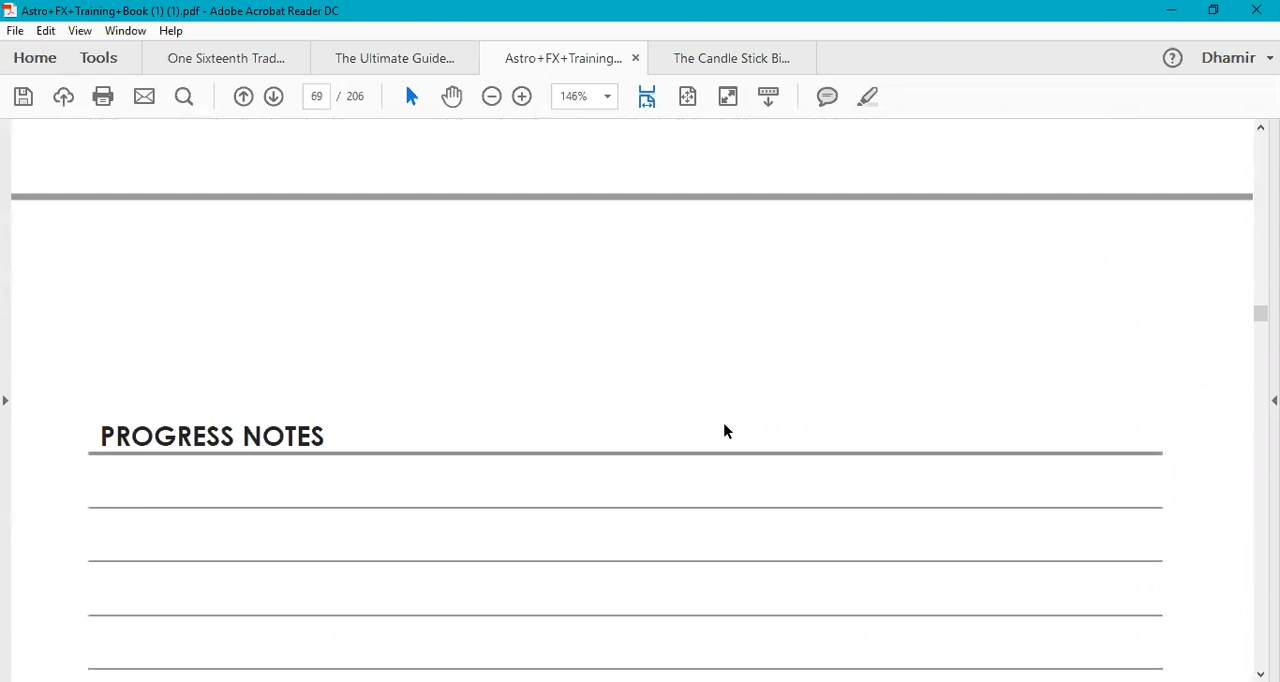 Astro+FX+Training+Book (1) (1).pdf - Adobe Acrobat Reader DC
File Edit View Window Help
Home Tools One Sixteenth Trad... The Ultimate Guide... Astro+FX+Training... × The Candle Stick Bi... ? Dhamir
69 / 206 146%
PROGRESS NOTES